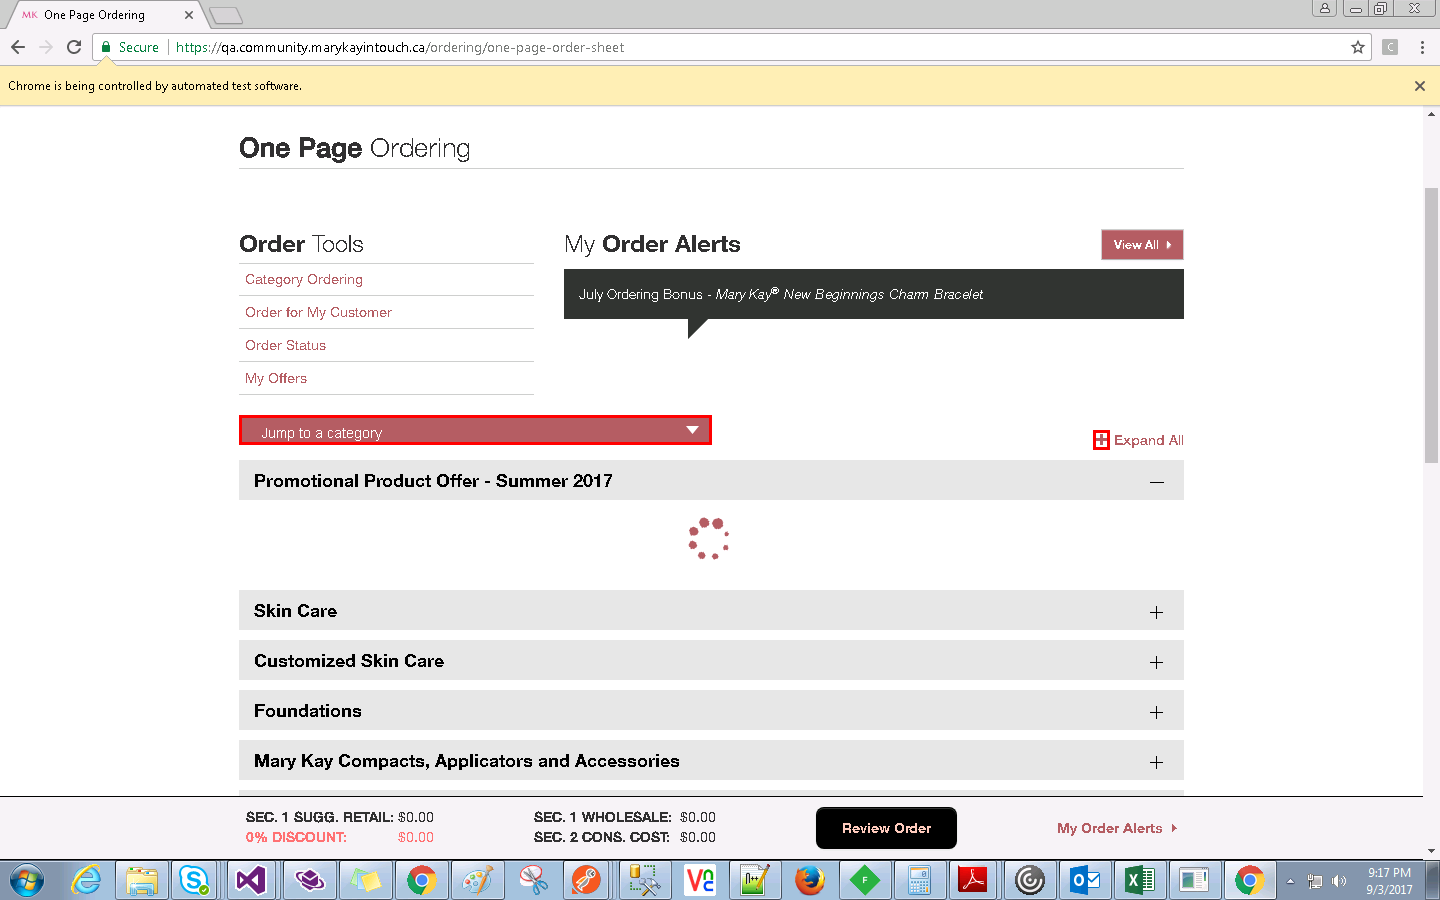 MK One Page Ordering
Secure https://qa.community.marykayintouch.ca/ordering/one-page-order-sheet
C
Chrome is being controlled by automated test software.
One Page Ordering
Order Tools
Category Ordering
Order for My Customer
Order Status
My Offers
My Order Alerts
View All
July Ordering Bonus - Mary Kay® New Beginnings Charm Bracelet
Jump to a category
Expand All
Promotional Product Offer - Summer 2017
Skin Care
Customized Skin Care
Foundations
Mary Kay Compacts, Applicators and Accessories
SEC. 1 SUGG. RETAIL: $0.00
0% DISCOUNT: $0.00
SEC. 1 WHOLESALE: $0.00
SEC. 2 CONS. COST: $0.00
Review Order
My Order Alerts
9:17 PM
9/3/2017